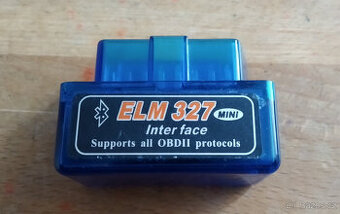 ELM 327 MINI
Inter face
Supports all OBDII protocols